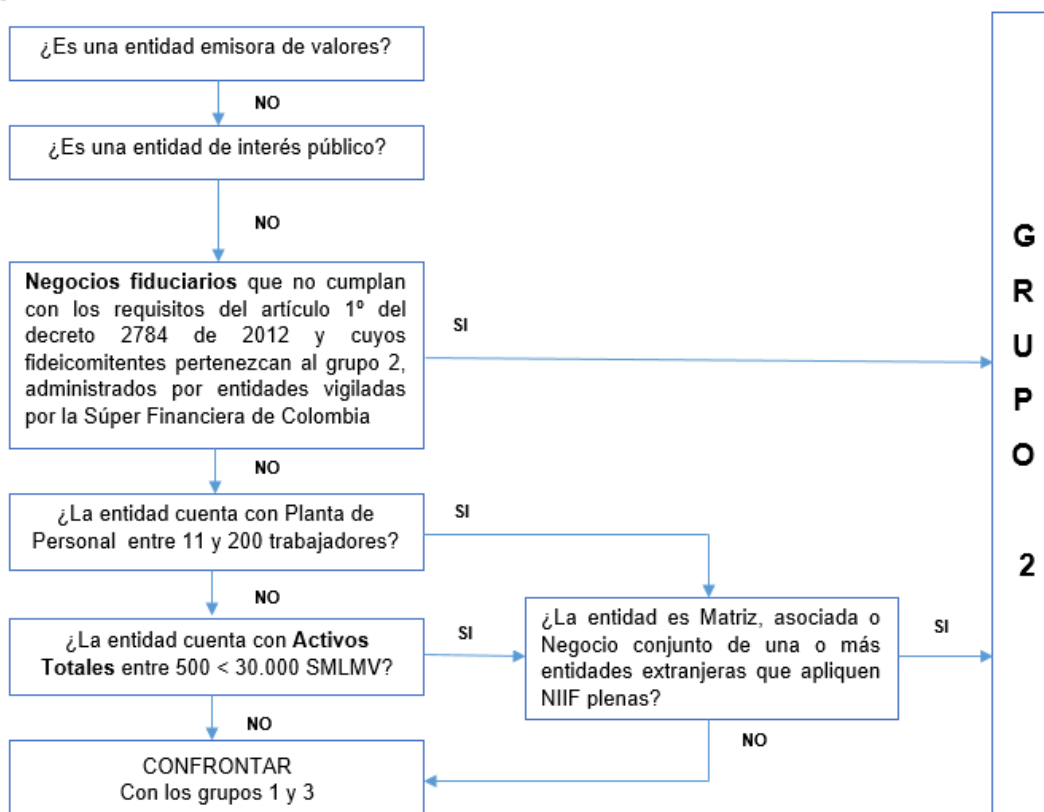 ¿Es una entidad emisora de valores?
NO
¿Es una entidad de interés público?
NO
Negocios fiduciarios que no cumplan
con los requisitos del artículo 1º del
decreto 2784 de 2012 y cuyos
fideicomitentes pertenezcan al grupo 2,
administrados por entidades vigiladas
por la Súper Financiera de Colombia
SI
NO
¿La entidad cuenta con Planta de
Personal entre 11 y 200 trabajadores?
SI
NO
¿La entidad cuenta con Activos
Totales entre 500 < 30.000 SMLMV?
SI
¿La entidad es Matriz, asociada o
Negocio conjunto de una o más
entidades extranjeras que apliquen
NIIF plenas?
SI
NO
NO
CONFRONTAR
Con los grupos 1 y 3
G
R
U
P
O
2